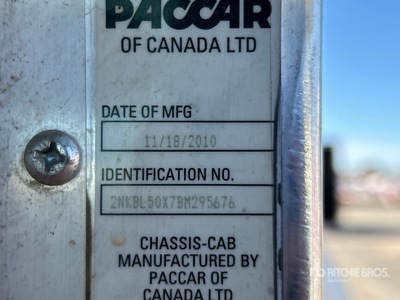 PACCAR
OF CANADA LTD
DATE OF MFG
11/18/2010
IDENTIFICATION NO.
2NKBL50X7BM295676
CHASSIS-CAB
MANUFACTURED BY
PACCAR OF
CANADA LTD
RITCHIE BROS.